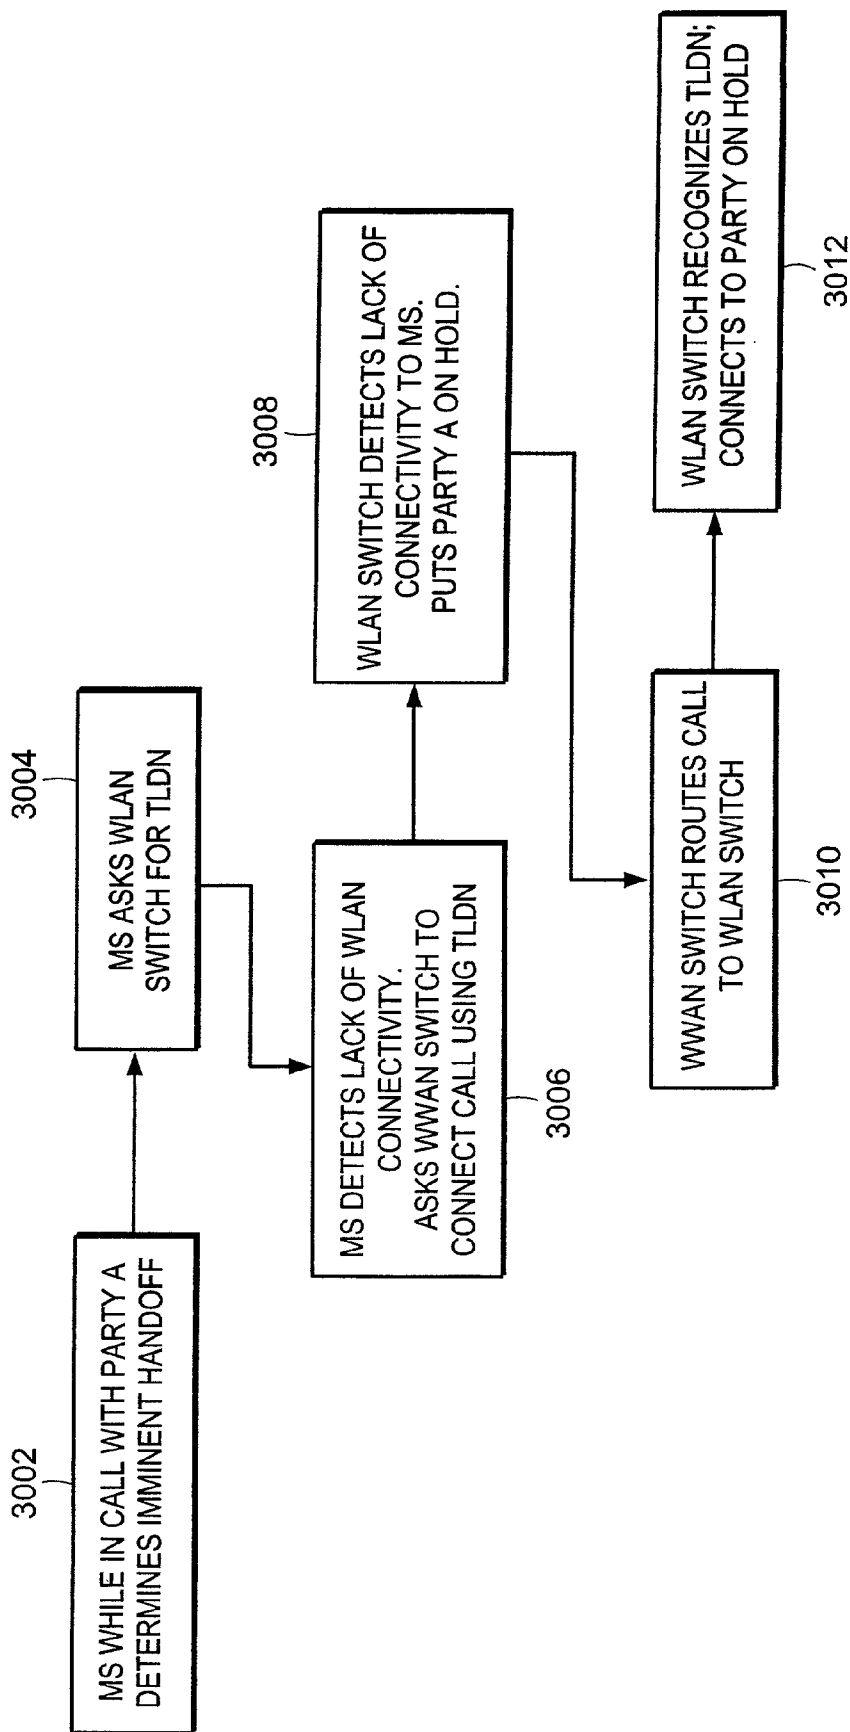 3002
MS WHILE IN CALL WITH PARTY A
DETERMINES IMMINENT HANDOFF
3004
MS ASKS WLAN
SWITCH FOR TLDN
MS DETECTS LACK OF WLAN
CONNECTIVITY.
ASKS WWAN SWITCH TO
CONNECT CALL USING TLDN
3006
3008
WLAN SWITCH DETECTS LACK OF
CONNECTIVITY TO MS.
PUTS PARTY A ON HOLD.
WWAN SWITCH ROUTES CALL
TO WLAN SWITCH
3010
WLAN SWITCH RECOGNIZES TLDN;
CONNECTS TO PARTY ON HOLD
3012